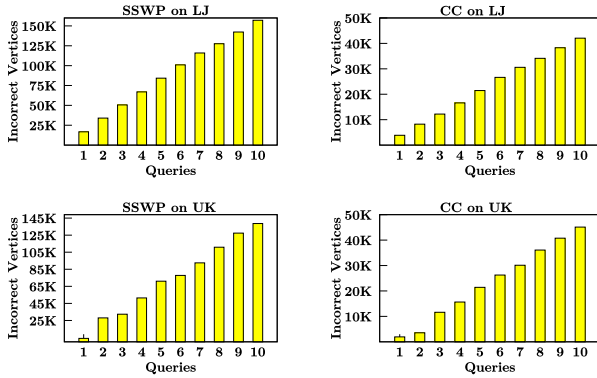 SSWP on LJ
Incorrect Vertices
150K
125K
100K
75K
50K
25K
1 2 3 4 5 6 7 8 9 10
Queries
CC on LJ
Incorrect Vertices
50K
40K
30K
20K
10K
1 2 3 4 5 6 7 8 9 10
Queries
SSWP on UK
Incorrect Vertices
145K
125K
105K
85K
65K
45K
25K
1 2 3 4 5 6 7 8 9 10
Queries
CC on UK
Incorrect Vertices
50K
40K
30K
20K
10K
1 2 3 4 5 6 7 8 9 10
Queries